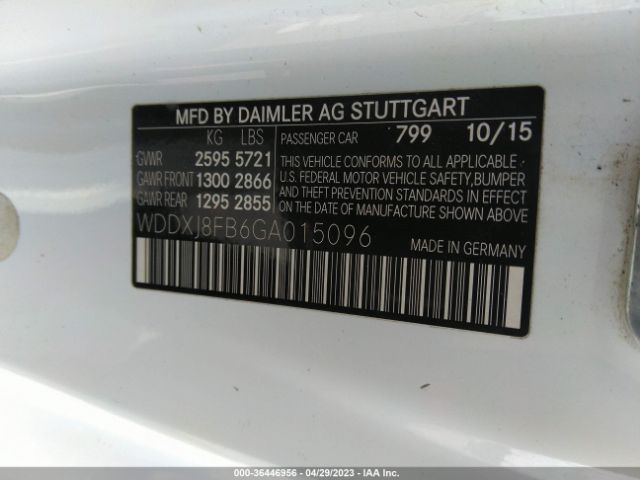 MFD BY DAIMLER AG STUTTGART
KG LBS PASSENGER CAR 799 10/15
GVWR 2595 5721
GAWR FRONT 1300 2866
GAWR REAR 1295 2855
THIS VEHICLE CONFORMS TO ALL APPLICABLE
U.S. FEDERAL MOTOR VEHICLE SAFETY,BUMPER
AND THEFT PREVENTION STANDARDS IN EFFECT
ON THE DATE OF MANUFACTURE SHOWN ABOVE.
WDDXJ8FB6GA015096
MADE IN GERMANY
000-36446956 - 04/29/2023 - IAA Inc.